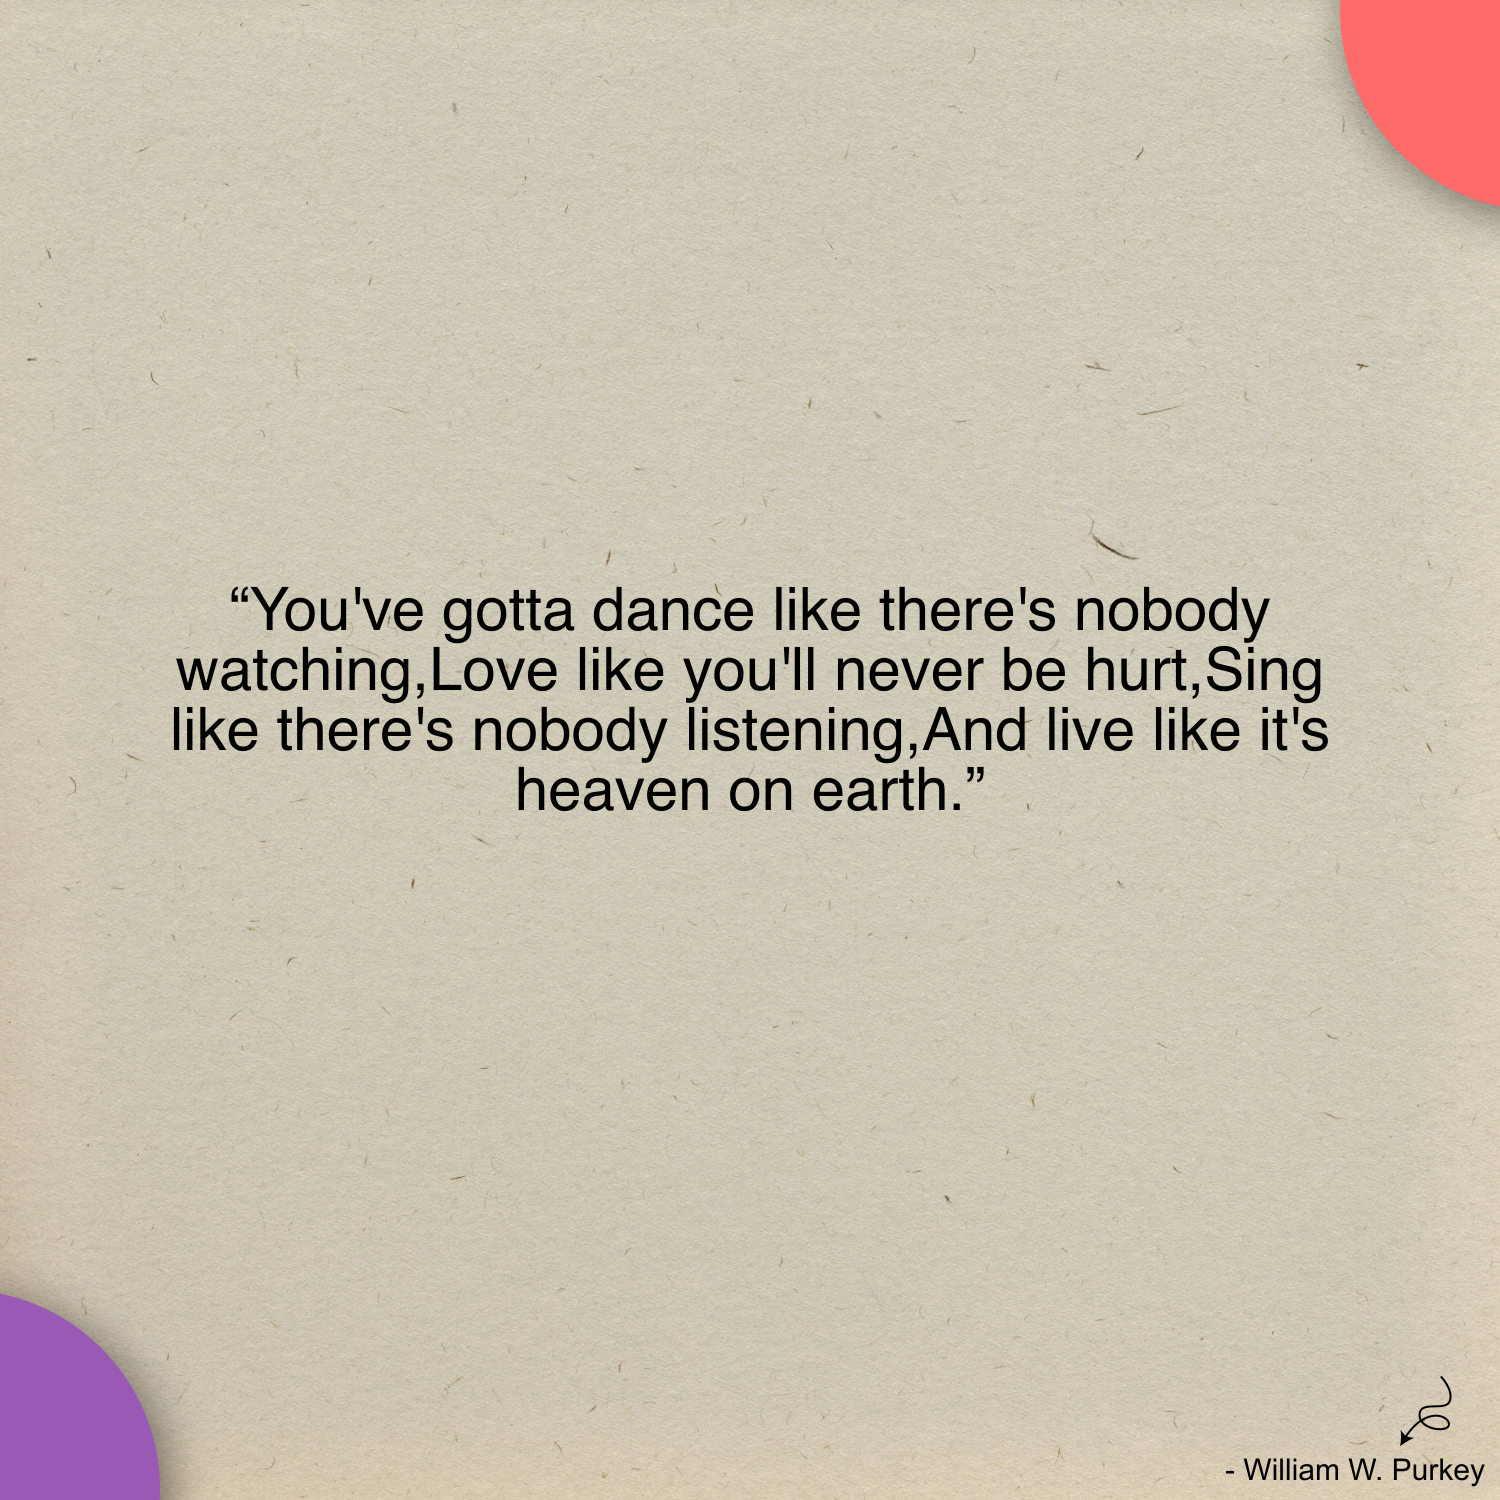 “You've gotta dance like there's nobody
watching,Love like you'll never be hurt,Sing
like there's nobody listening,And live like it's
heaven on earth.”
- William W. Purkey